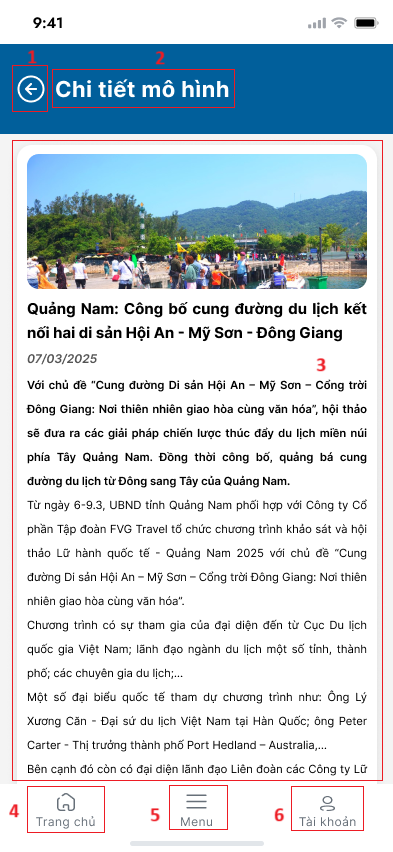 9:41
1
2
Chi tiết mô hình
Quảng Nam: Công bố cung đường du lịch kết
nối hai di sản Hội An - Mỹ Sơn - Đông Giang
07/03/2025
3
Với chủ đề “Cung đường Di sản Hội An – Mỹ Sơn – Cổng trời
Đông Giang: Nơi thiên nhiên giao hòa cùng văn hóa”, hội thảo
sẽ đưa ra các giải pháp chiến lược thúc đẩy du lịch miền núi
phía Tây Quảng Nam. Đồng thời công bố, quảng bá cung
đường du lịch từ Đông sang Tây của Quảng Nam.
Từ ngày 6-9.3, UBND tỉnh Quảng Nam phối hợp với Công ty Cổ
phần Tập đoàn FVG Travel tổ chức chương trình khảo sát và hội
thảo Lữ hành quốc tế - Quảng Nam 2025 với chủ đề “Cung
đường Di sản Hội An – Mỹ Sơn – Cổng trời Đông Giang: Nơi thiên
nhiên giao hòa cùng văn hóa”.
Chương trình có sự tham gia của đại diện đến từ Cục Du lịch
quốc gia Việt Nam; lãnh đạo ngành du lịch một số tỉnh, thành
phố; các chuyên gia du lịch;...
Một số đại biểu quốc tế tham dự chương trình như: Ông Lý
Xương Căn - Đại sứ du lịch Việt Nam tại Hàn Quốc; ông Peter
Carter - Thị trưởng thành phố Port Hedland – Australia,...
Bên cạnh đó còn có đại diện lãnh đạo Liên đoàn các Công ty Lữ
4
Trang chủ
5
Menu
6
Tài khoản